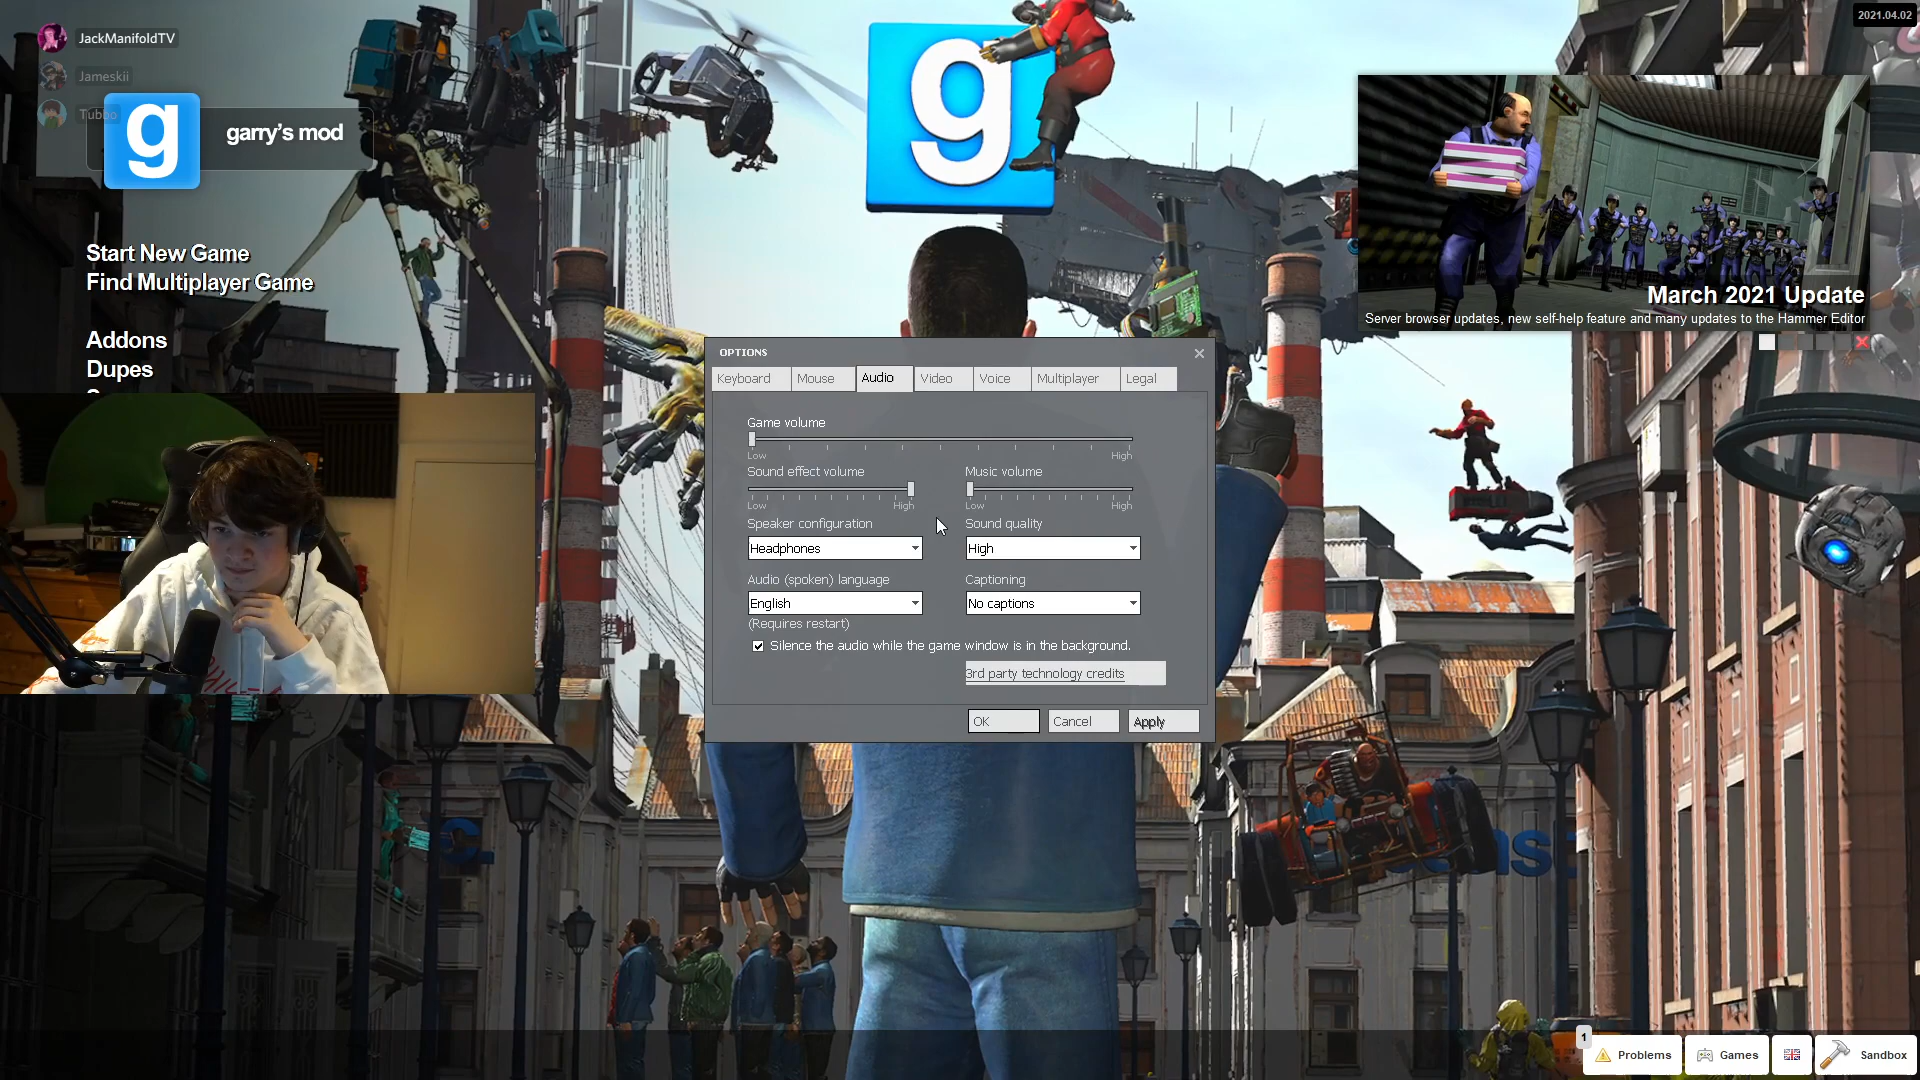 2021.04.02
JackManifoldTV
Jameskii
Tubbo
g
garry's mod
g
Start New Game
Find Multiplayer Game
Addons
Dupes
March 2021 Update
Server browser updates, new self-help feature and many updates to the Hammer Editor
OPTIONS
Keyboard Mouse Audio Video Voice Multiplayer Legal
Game volume
Low High
Sound effect volume Music volume
Low High Low High
Speaker configuration Sound quality
Headphones High
Audio (spoken) language Captioning
English No captions
(Requires restart)
Silence the audio while the game window is in the background.
3rd party technology credits
OK Cancel Apply
1
Problems Games Sandbox